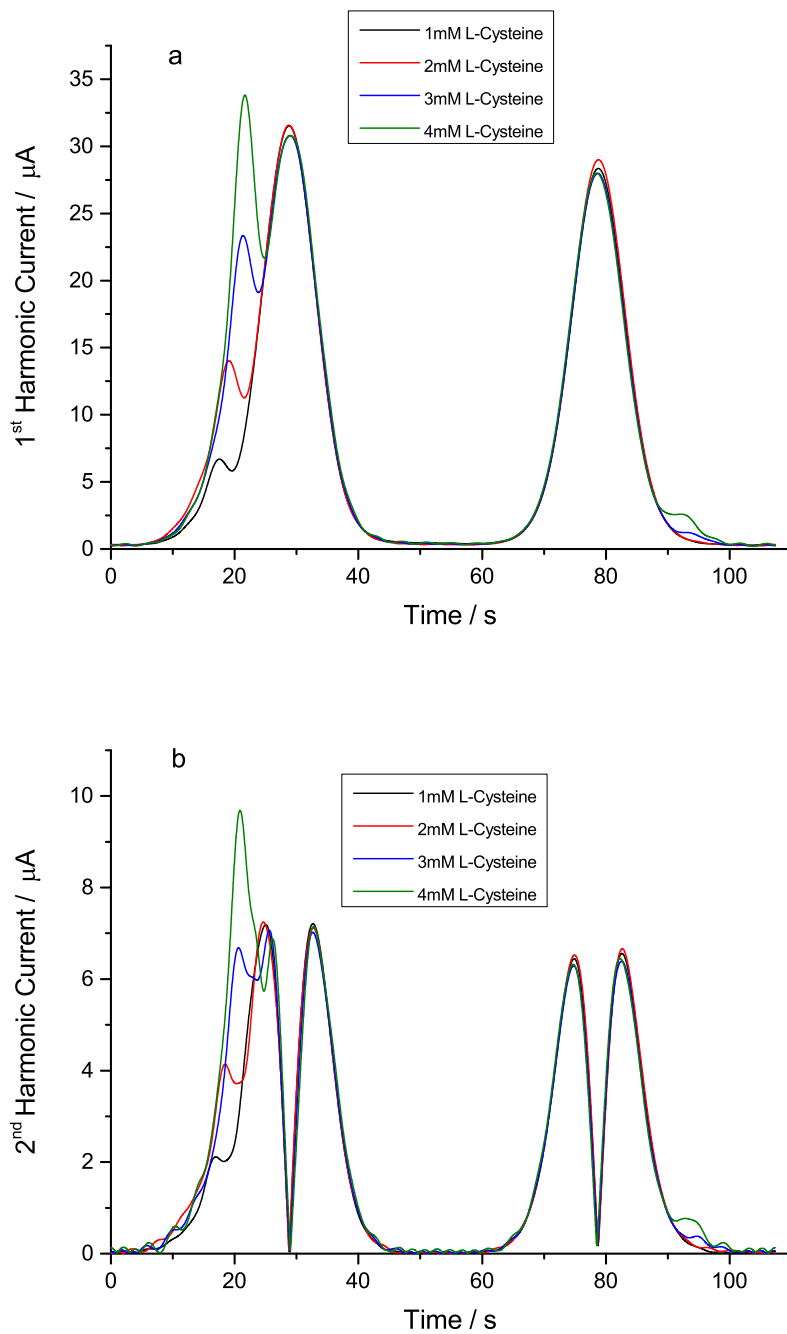 a
1mM L-Cysteine
2mM L-Cysteine
3mM L-Cysteine
4mM L-Cysteine
1st Harmonic Current / μA
35
30
25
20
15
10
5
0
0 20 40 60 80 100
Time / s
b
1mM L-Cysteine
2mM L-Cysteine
3mM L-Cysteine
4mM L-Cysteine
2nd Harmonic Current / μA
10
8
6
4
2
0
0 20 40 60 80 100
Time / s